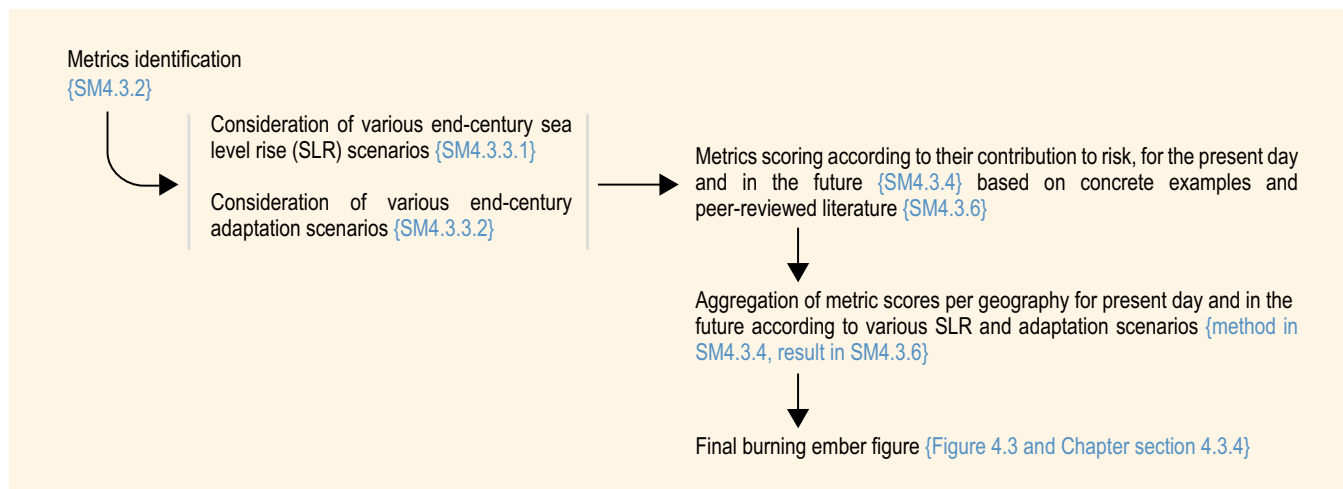 Metrics identification
{SM4.3.2}
Consideration of various end-century sea
level rise (SLR) scenarios {SM4.3.3.1}
Consideration of various end-century
adaptation scenarios {SM4.3.3.2}
Metrics scoring according to their contribution to risk, for the present day
and in the future {SM4.3.4} based on concrete examples and
peer-reviewed literature {SM4.3.6}
Aggregation of metric scores per geography for present day and in the
future according to various SLR and adaptation scenarios {method in
SM4.3.4, result in SM4.3.6}
Final burning ember figure {Figure 4.3 and Chapter section 4.3.4}